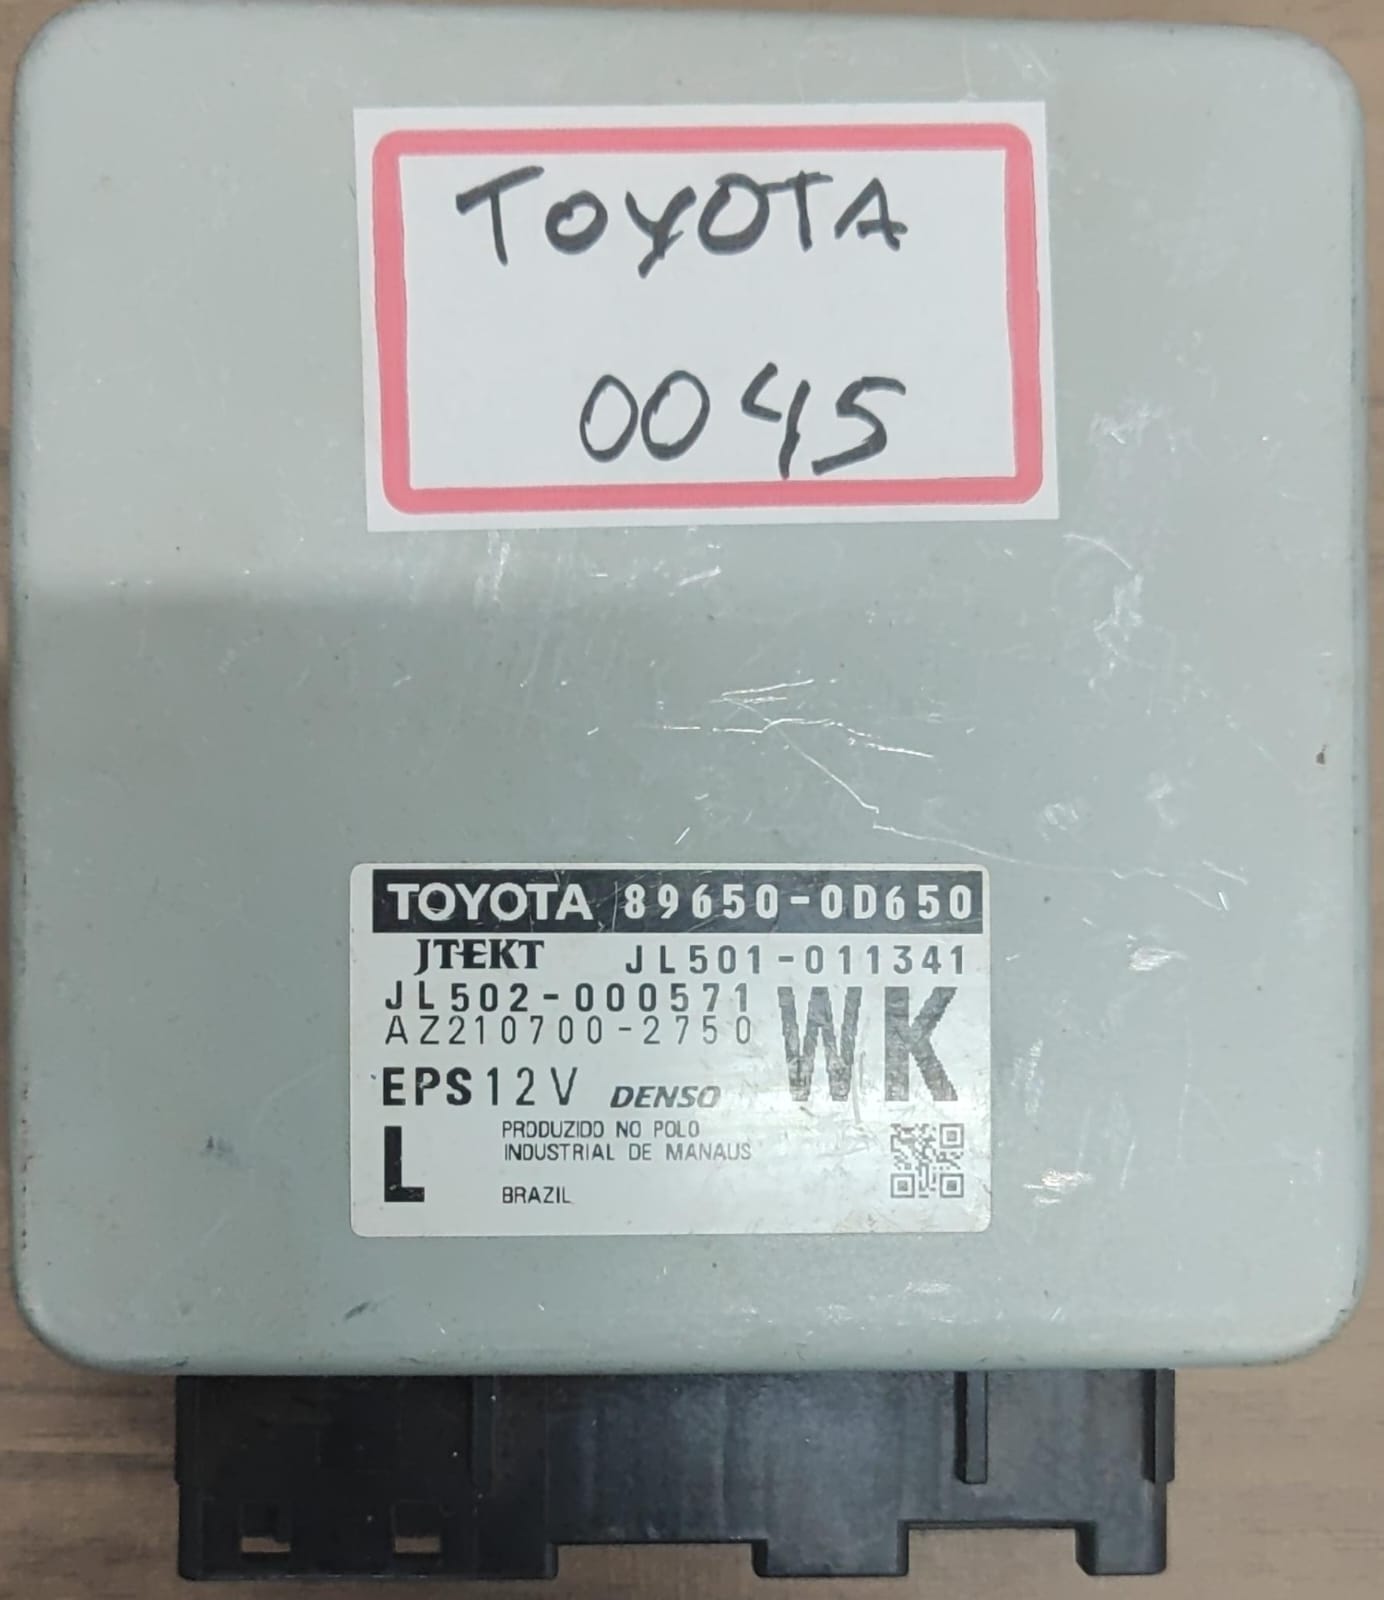 TOYOTA
0045
TOYOTA 89650-0D650
JTEKT JL501-011341
JL502-000571
AZ210700-2750
WK
EPS12V DENSO
L
PRODUZIDO NO POLO
INDUSTRIAL DE MANAUS
BRAZIL